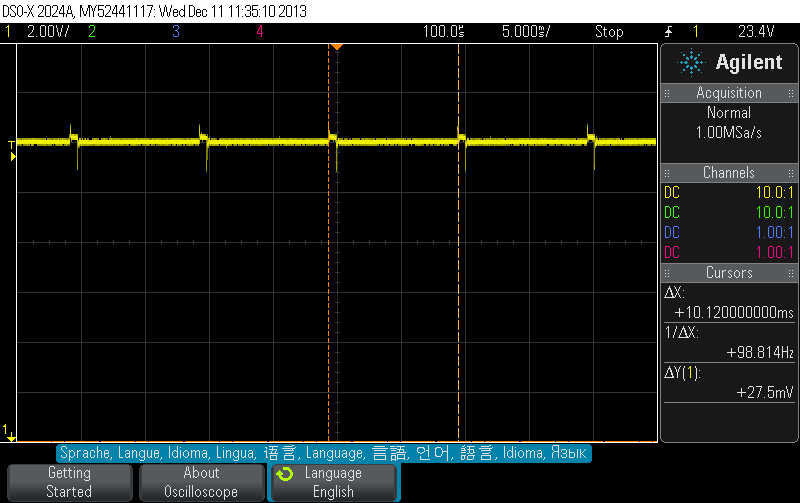 DSO-X 2024A, MY52441117: Wed Dec 11 11:35:10 2013
1 2.00V/ 2 3 4 100.0µs 5.000ms/ Stop 1 23.4V
Agilent
Acquisition
Normal
1.00MSa/s
Channels
DC 10.0:1
DC 10.0:1
DC 1.00:1
DC 1.00:1
Cursors
ΔX:
+10.120000000ms
1/ΔX:
+98.814Hz
ΔY(1):
+27.5mV
T
1
Sprache, Langue, Idioma, Lingua, 语言, Language, 言語, 언어, 語言, Idioma, Язык
Getting
Started
About
Oscilloscope
Language
English